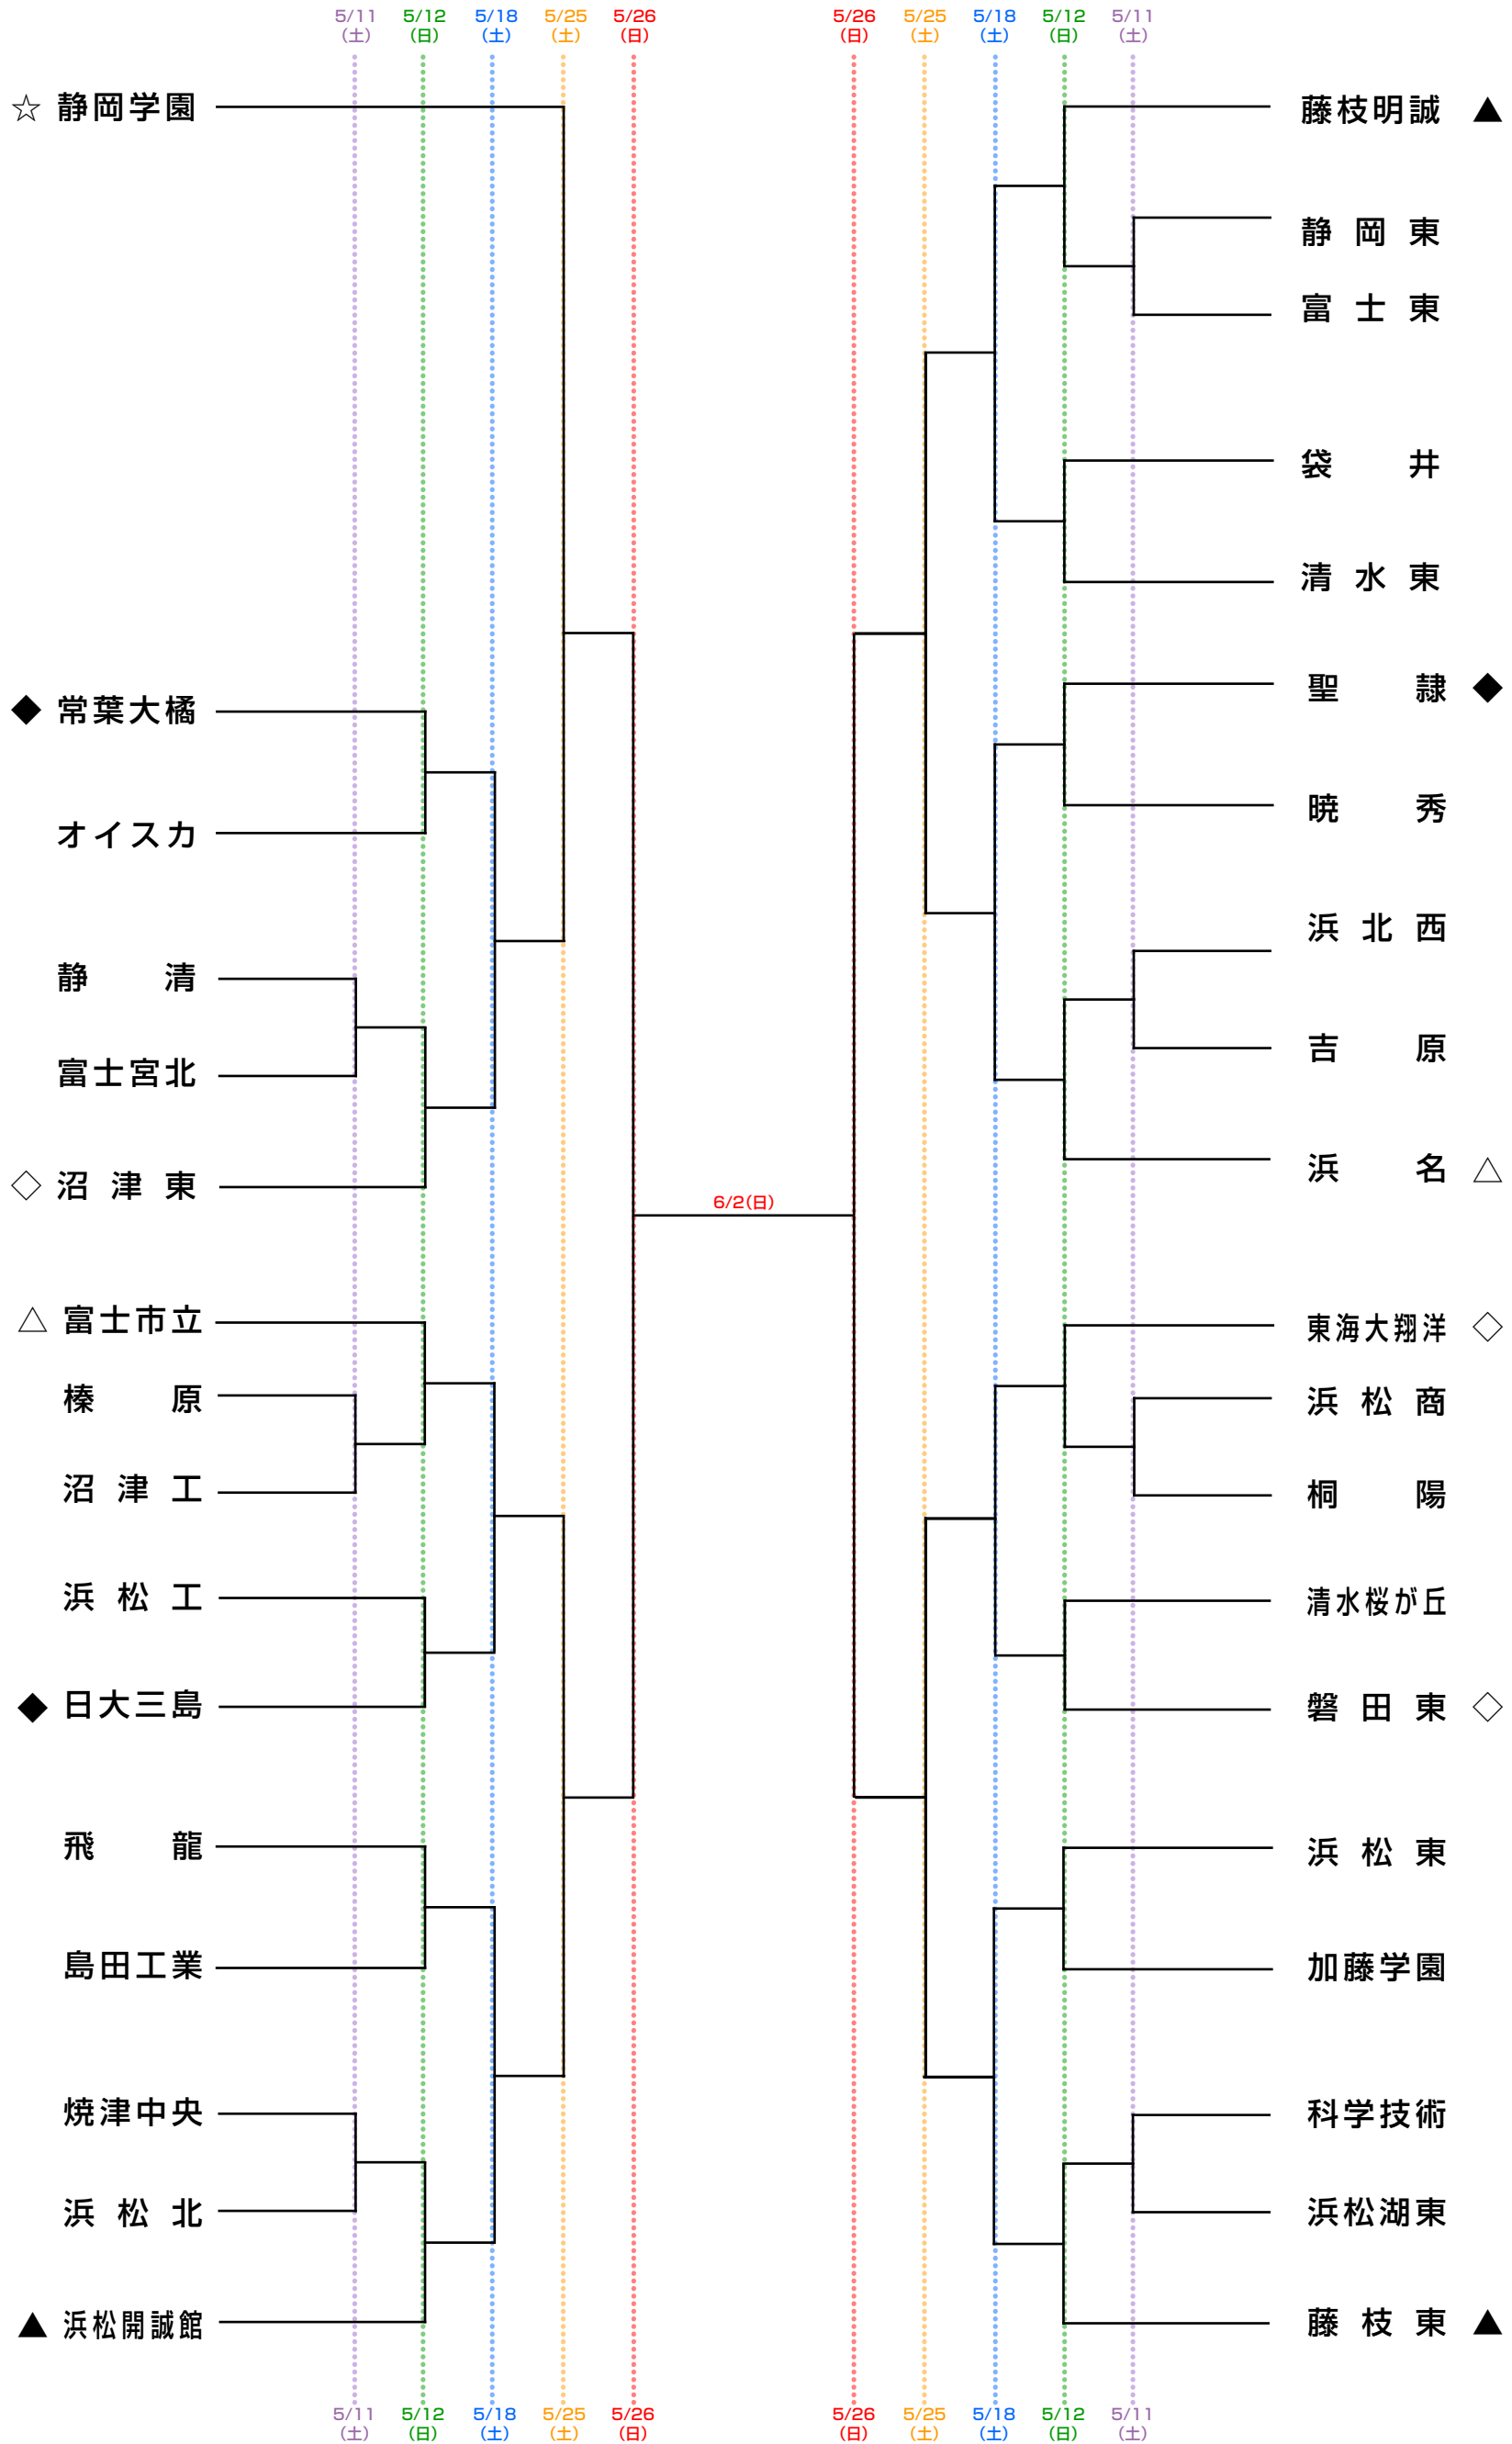 5/11 5/12 5/18 5/25 5/26 5/26 5/25 5/18 5/12 5/11
(土) (日) (土) (土) (日) (日) (土) (土) (日) (土)
☆ 静岡学園
◆ 常葉大橘
オイスカ
静 清
富士宮北
◇ 沼津東
△ 富士市立
榛 原
沼津工
浜松工
◆ 日大三島
飛 龍
島田工業
焼津中央
浜松北
▲ 浜松開誠館
6/2(日)
藤枝明誠 ▲
静岡東
富士東
袋 井
清水東
聖 隷 ◆
暁 秀
浜北西
吉 原
浜 名 △
東海大翔洋 ◇
浜松商
桐 陽
清水桜が丘
磐田東 ◇
浜松東
加藤学園
科学技術
浜松湖東
藤枝東 ▲
5/11 5/12 5/18 5/25 5/26 5/26 5/25 5/18 5/12 5/11
(土) (日) (土) (土) (日) (日) (土) (土) (日) (土)